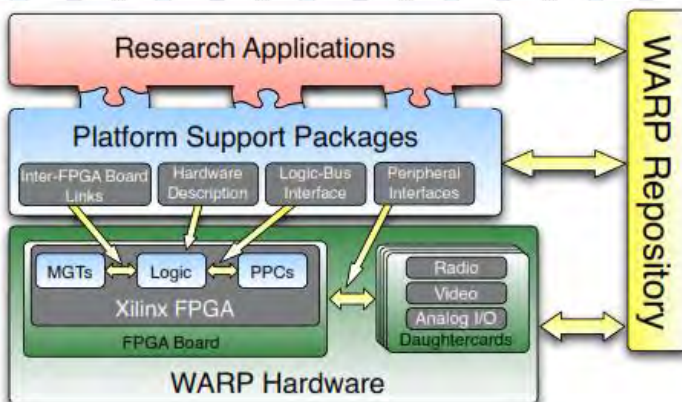 Research Applications
Platform Support Packages
Inter-FPGA Board
Links
Hardware
Description
Logic-Bus
Interface
Peripheral
Interfaces
MGTs
Logic
PPCs
Xilinx FPGA
FPGA Board
Radio
Video
Analog I/O
Daughtercards
WARP Hardware
WARP Repository